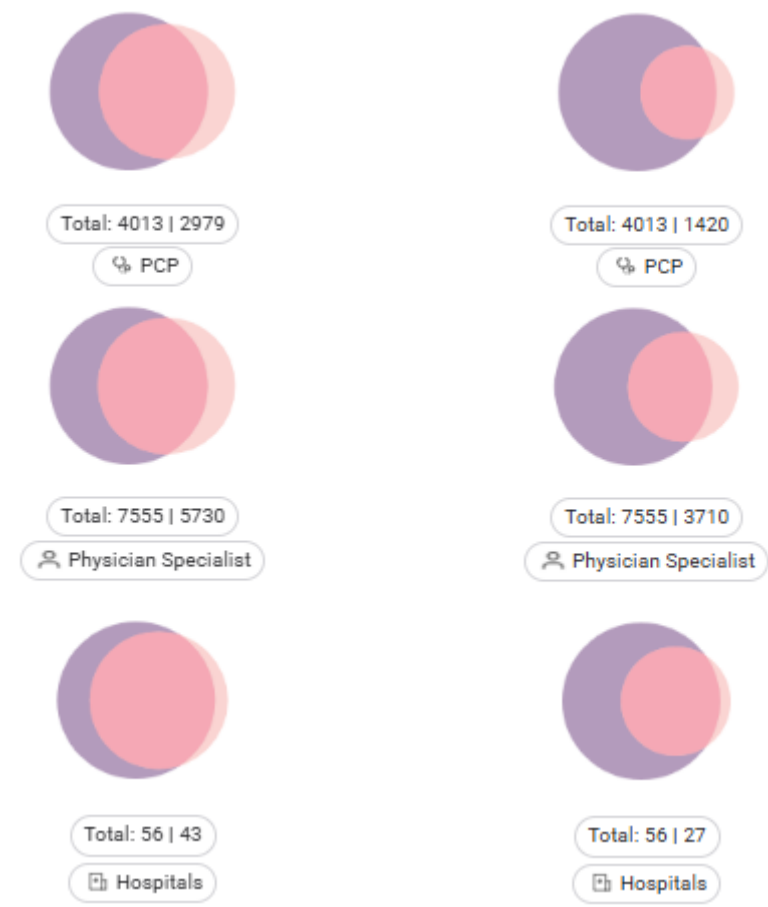 Total: 4013 | 2979
Total: 4013 | 1420
PCP
PCP
Total: 7555 | 5730
Total: 7555 | 3710
Physician Specialist
Physician Specialist
Total: 56 | 43
Total: 56 | 27
Hospitals
Hospitals